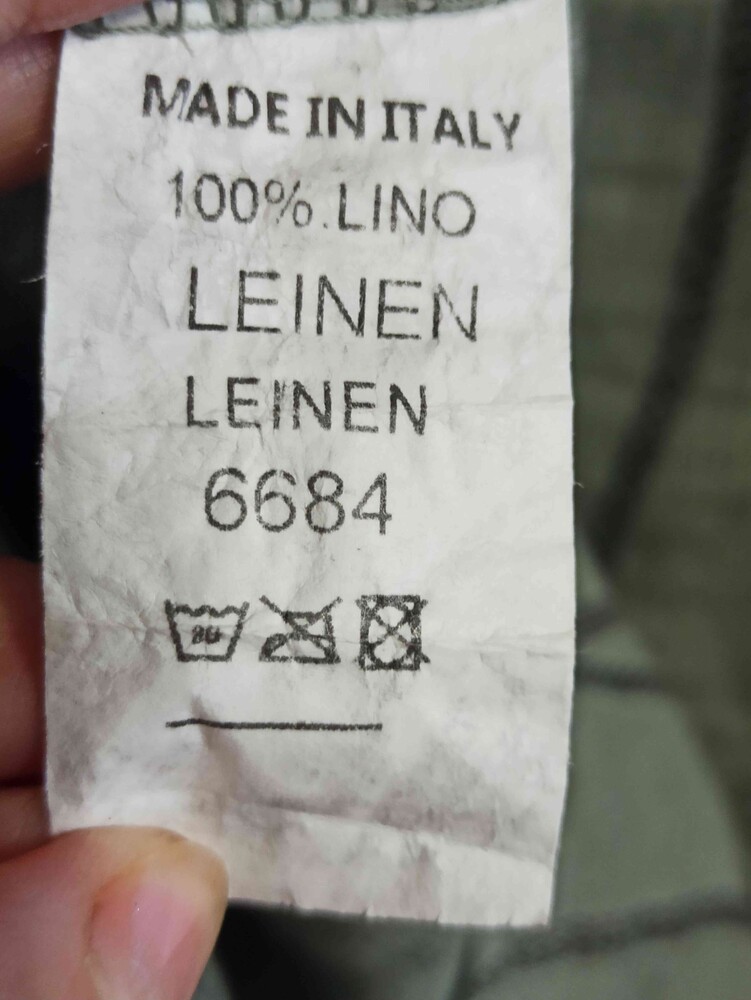 MADE IN ITALY
100%.LINO
LEINEN
LEINEN
6684